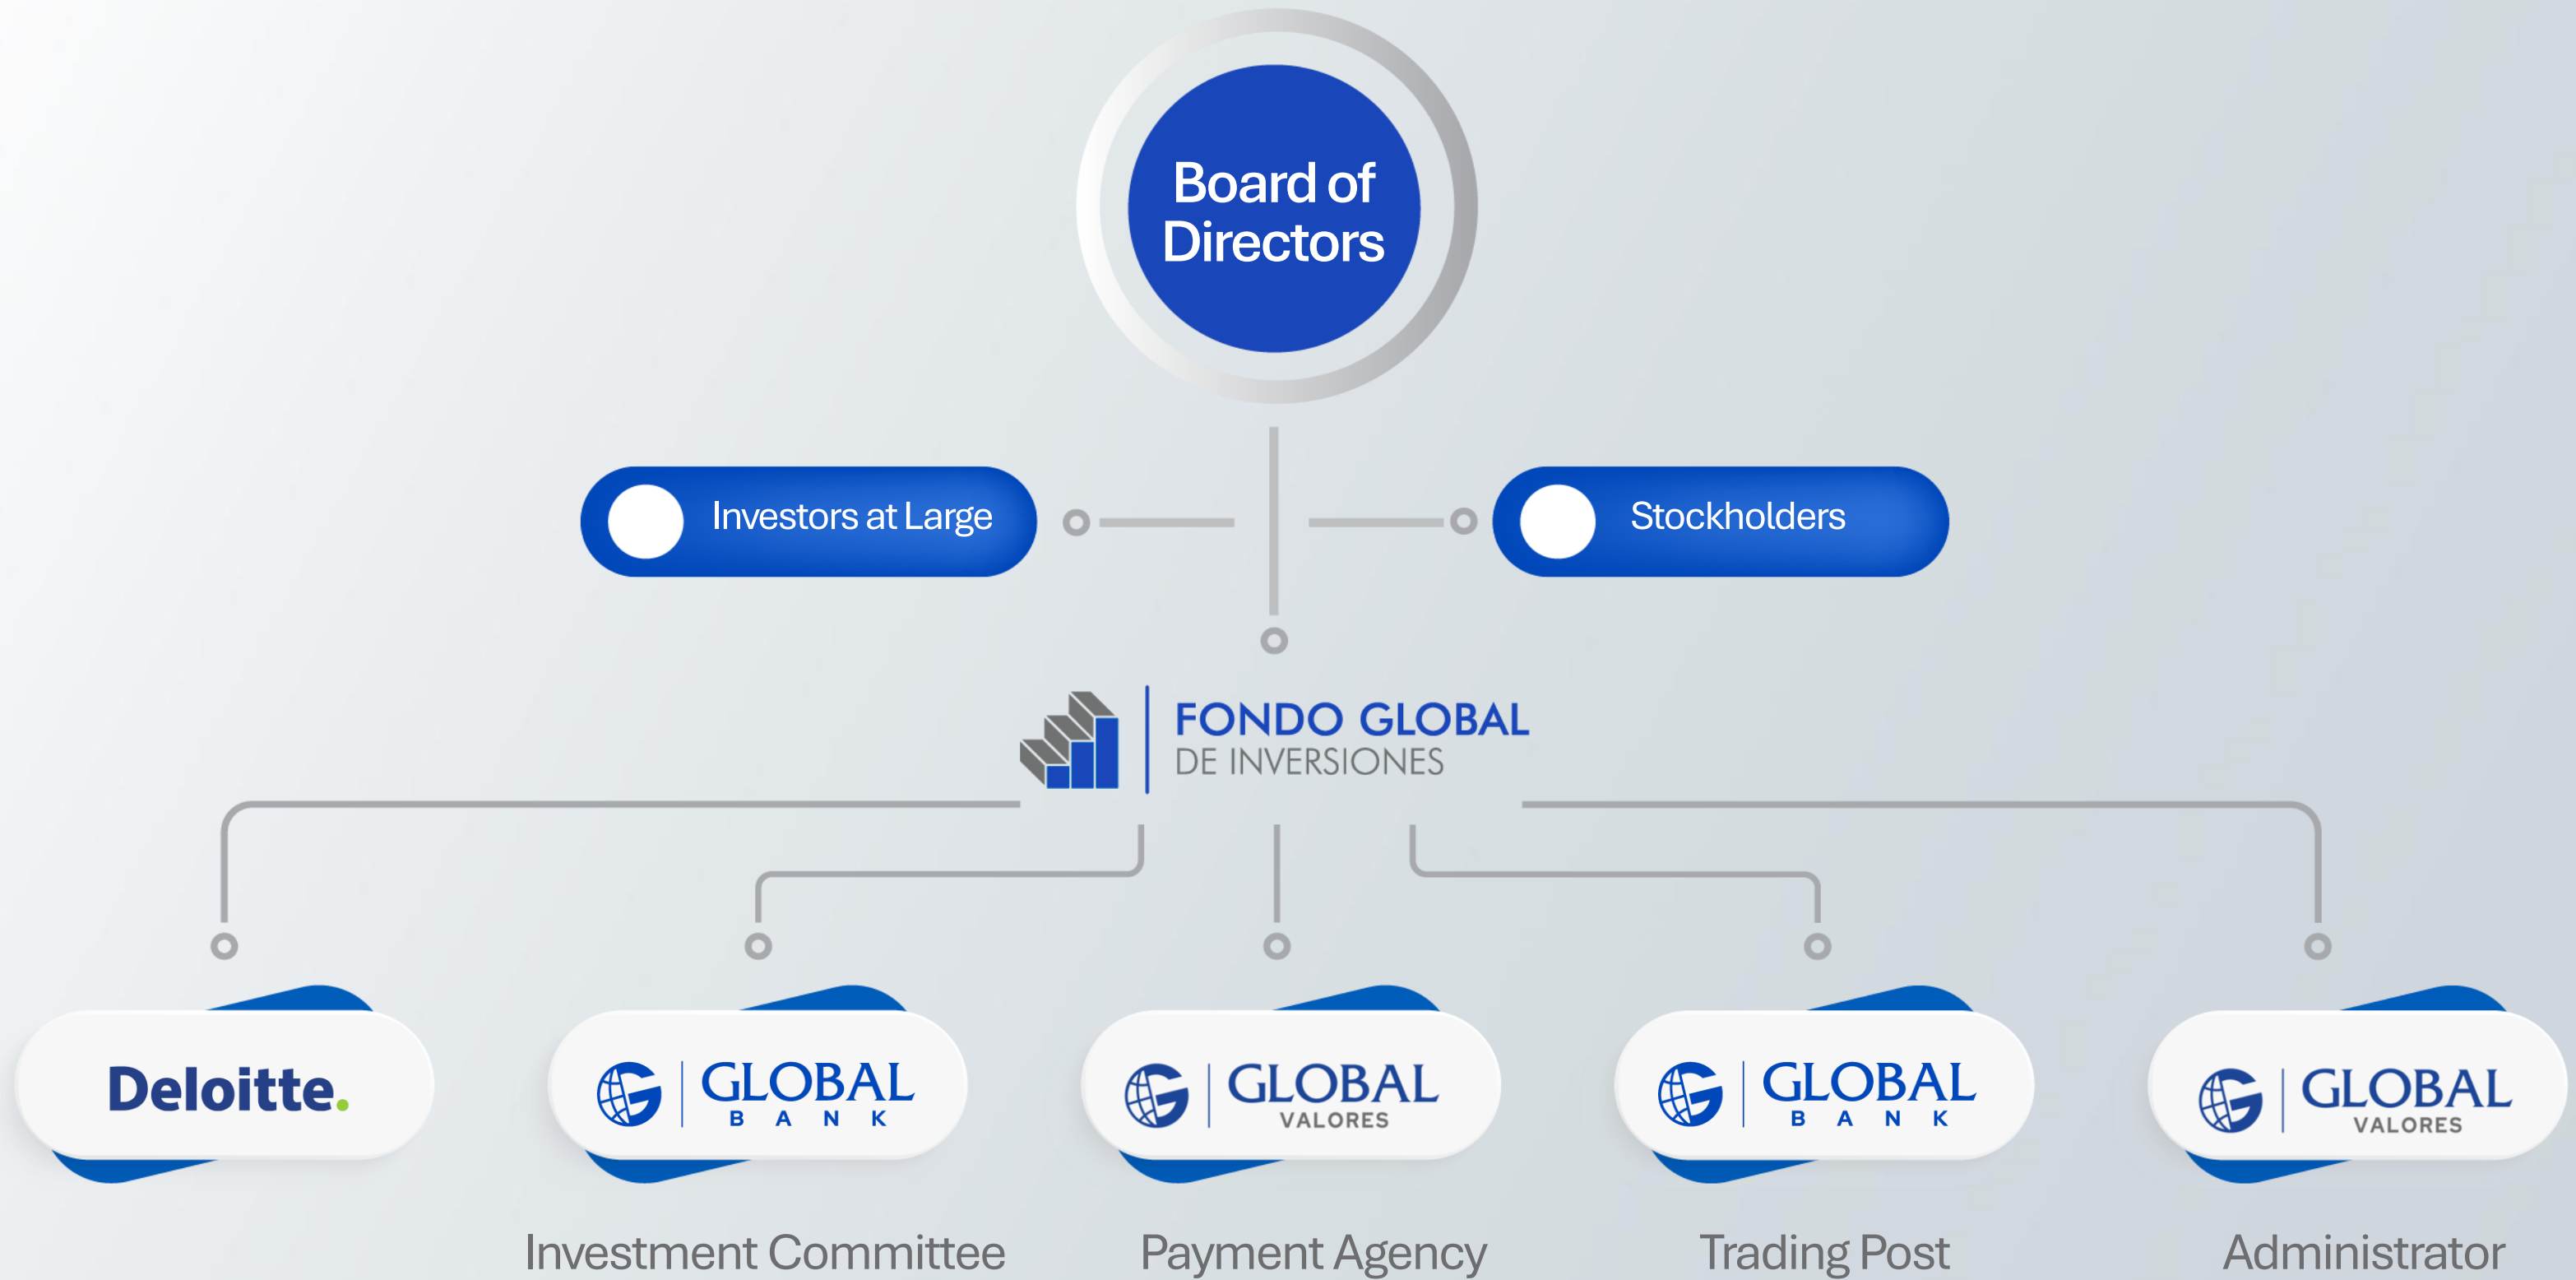 Board of
Directors
Investors at Large
Stockholders
FONDO GLOBAL
DE INVERSIONES
Deloitte.
GLOBAL
BANK
GLOBAL
VALORES
GLOBAL
BANK
GLOBAL
VALORES
Investment Committee
Payment Agency
Trading Post
Administrator